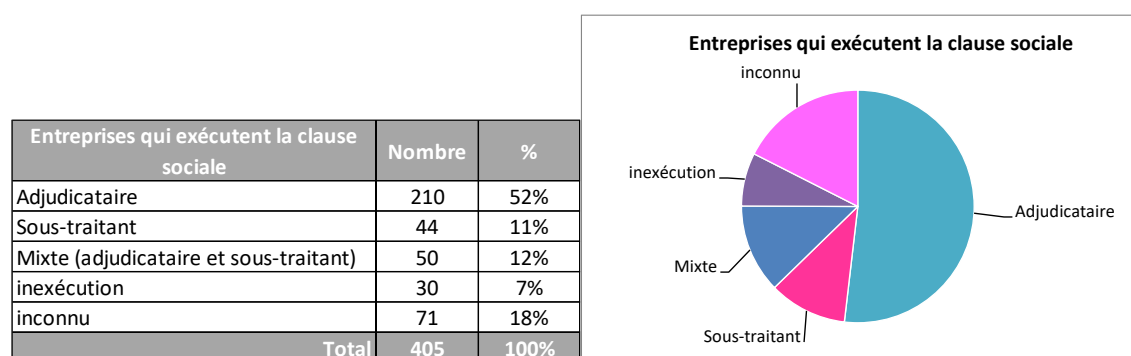 Entreprises qui exécutent la clause sociale Nombre %
Adjudicataire 210 52%
Sous-traitant 44 11%
Mixte (adjudicataire et sous-traitant) 50 12%
inexécution 30 7%
inconnu 71 18%
Total 405 100%
Entreprises qui exécutent la clause sociale
inconnu
inexécution
Adjudicataire
Mixte
Sous-traitant